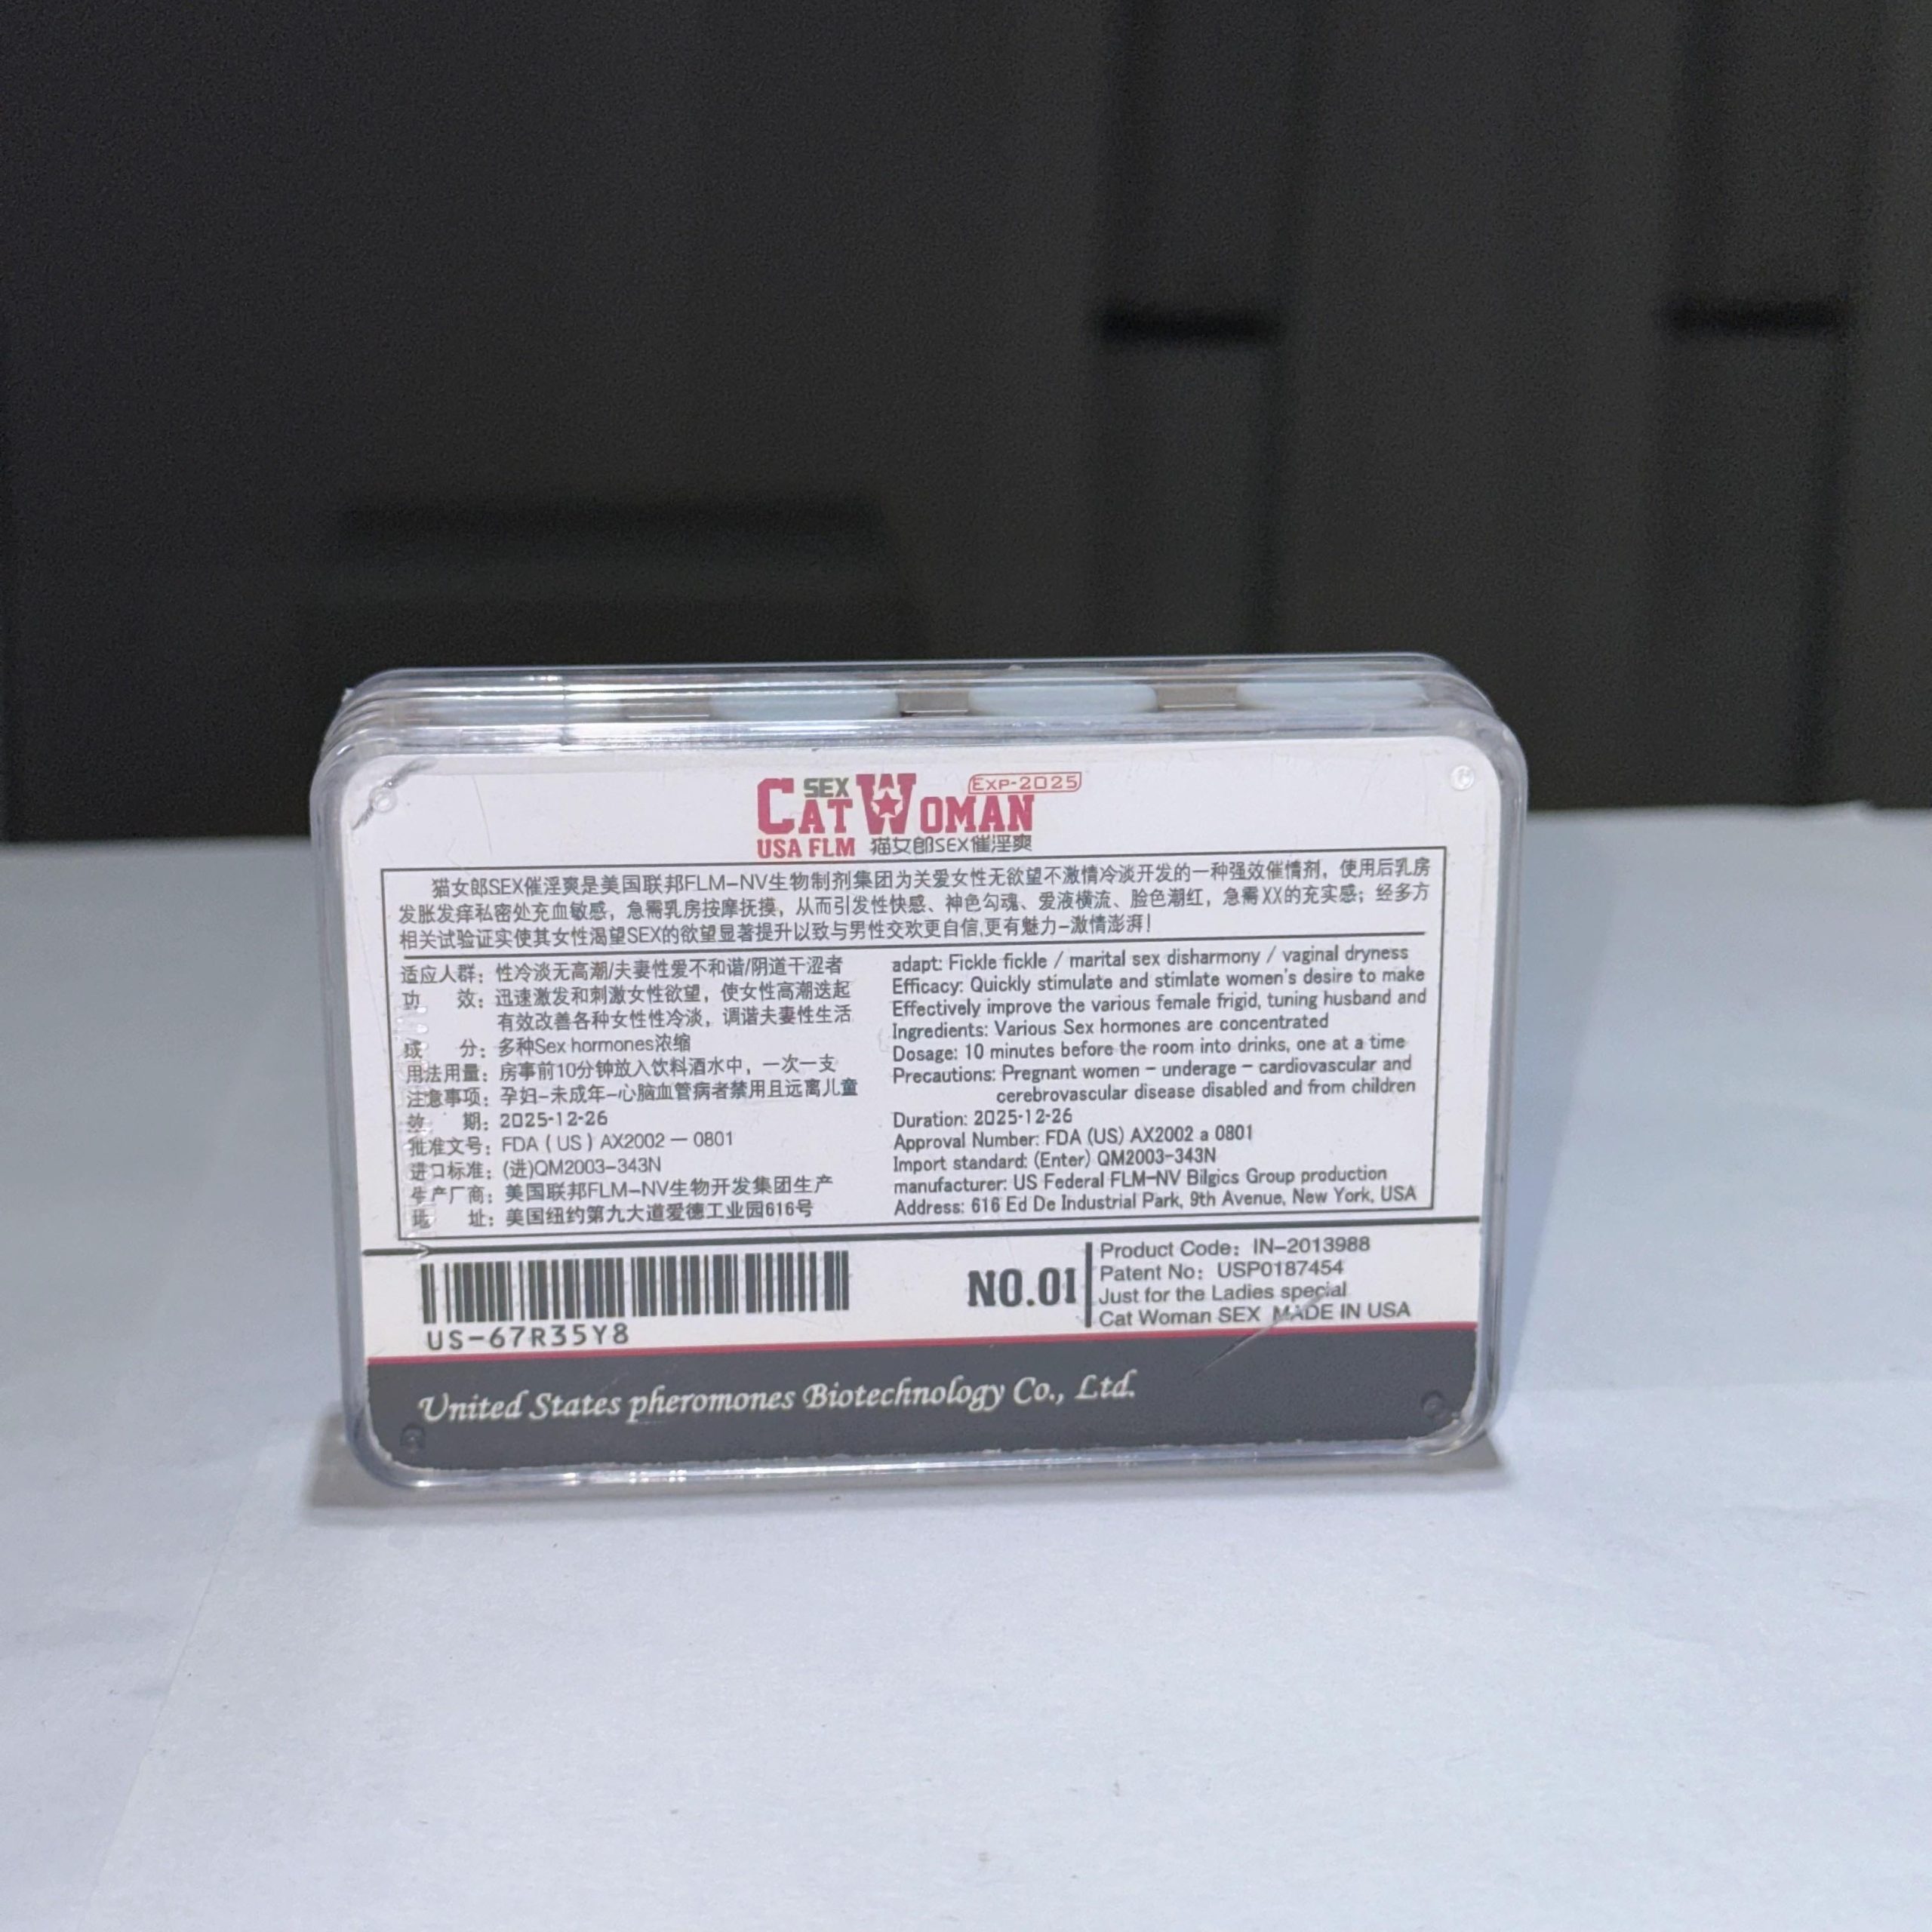 SEX
CAT WOMAN
EXP-2025
USA FLM 猫女郎SEX催淫爽
猫女郎SEX催淫爽是美国联邦FLM-NV生物制剂集团为关爱女性无欲望不激情冷淡开发的一种强效催情剂，使用后乳房
发胀发痒私密处充血敏感，急需乳房按摩抚摸，从而引发性快感、神色勾魂、爱液横流、脸色潮红，急需XX的充实感；经多方
相关试验证实使其女性渴望SEX的欲望显著提升以致与男性交欢更自信,更有魅力-激情澎湃!
适应人群：性冷淡无高潮/夫妻性爱不和谐/阴道干涩者
功 效：迅速激发和刺激女性欲望，使女性高潮迭起
有效改善各种女性性冷淡，调谐夫妻性生活
成 分：多种Sex hormones浓缩
用法用量：房事前10分钟放入饮料酒水中，一次一支
注意事项：孕妇-未成年-心脑血管病者禁用且远离儿童
效 期：2025-12-26
批准文号：FDA ( US ) AX2002 — 0801
进口标准：(进)QM2003-343N
生产厂商：美国联邦FLM-NV生物开发集团生产
地 址：美国纽约第九大道爱德工业园616号
adapt: Fickle fickle / marital sex disharmony / vaginal dryness
Efficacy: Quickly stimulate and stimlate women's desire to make
Effectively improve the various female frigid, tuning husband and
Ingredients: Various Sex hormones are concentrated
Dosage: 10 minutes before the room into drinks, one at a time
Precautions: Pregnant women - underage - cardiovascular and
cerebrovascular disease disabled and from children
Duration: 2025-12-26
Approval Number: FDA (US) AX2002 a 0801
Import standard: (Enter) QM2003-343N
manufacturer: US Federal FLM-NV Bilgics Group production
Address: 616 Ed De Industrial Park, 9th Avenue, New York, USA
US-67R35Y8
NO.01
Product Code：IN-2013988
Patent No：USP0187454
Just for the Ladies special
Cat Woman SEX MADE IN USA
United States pheromones Biotechnology Co., Ltd.